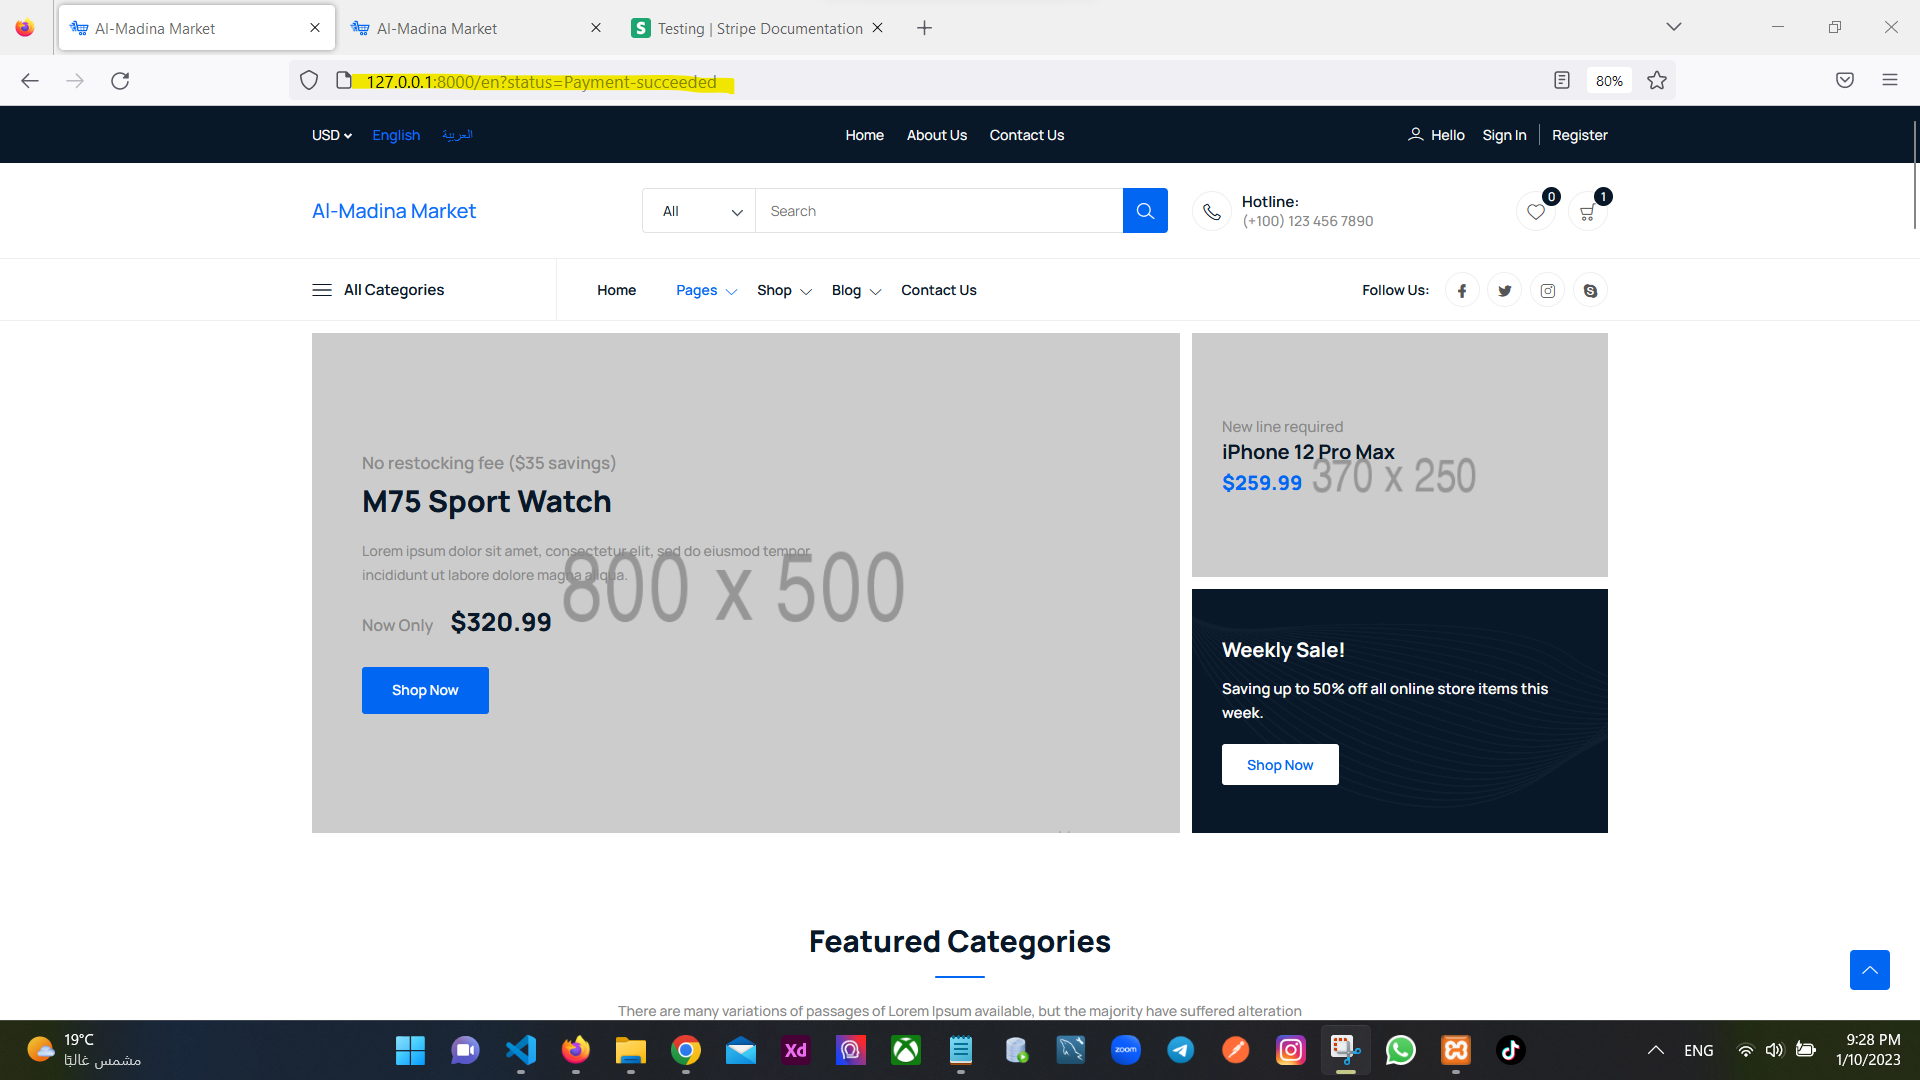 Al-Madina Market
Al-Madina Market
Testing | Stripe Documentation
127.0.0.1:8000/en?status=Payment-succeeded
80%
USD English العربية
Home About Us Contact Us
Hello Sign In Register
Al-Madina Market
All Search
Hotline:
(+100) 123 456 7890
0
1
All Categories
Home Pages Shop Blog Contact Us
Follow Us:
No restocking fee ($35 savings)
M75 Sport Watch
Lorem ipsum dolor sit amet, consectetur elit, sed do eiusmod tempor
incididunt ut labore dolore magna aliqua.
800 x 500
Now Only $320.99
Shop Now
New line required
iPhone 12 Pro Max
$259.99
370 x 250
Weekly Sale!
Saving up to 50% off all online store items this
week.
Shop Now
Featured Categories
There are many variations of passages of Lorem Ipsum available, but the majority have suffered alteration
19°C
مشمس غالبًا
Xd
zoom
ENG
9:28 PM
1/10/2023